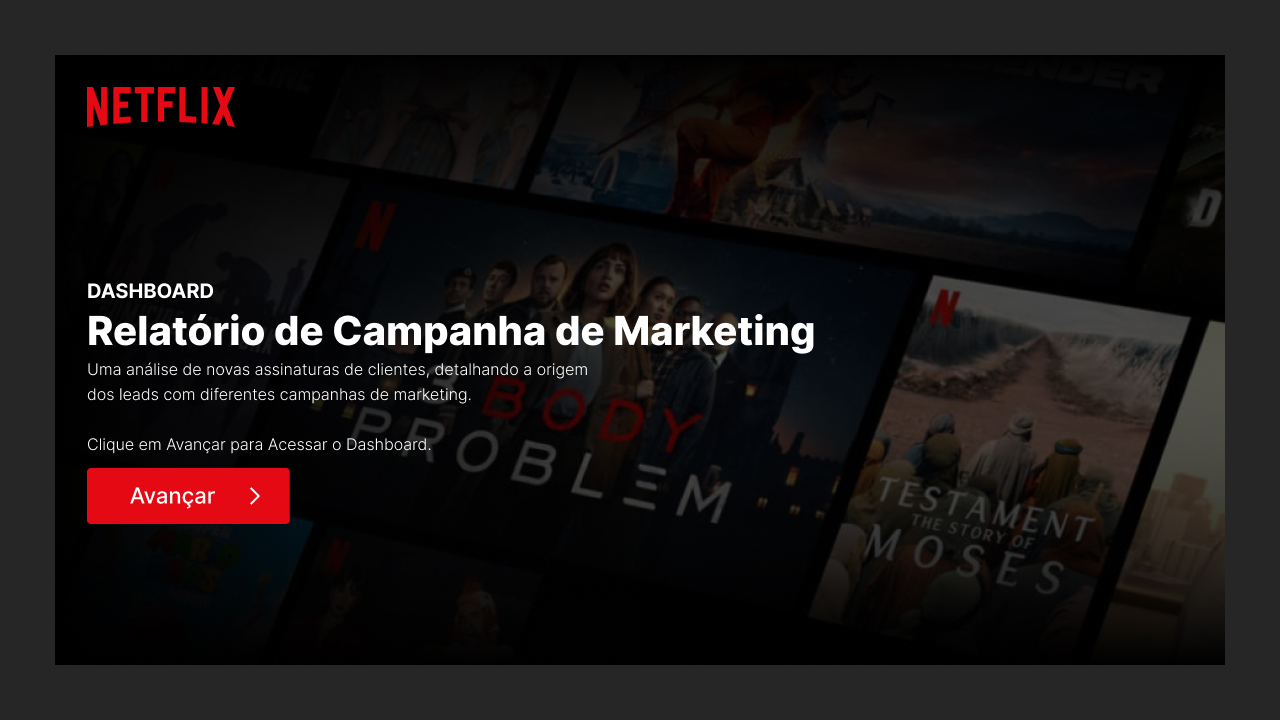 NETFLIX
DASHBOARD
Relatório de Campanha de Marketing
Uma análise de novas assinaturas de clientes, detalhando a origem
dos leads com diferentes campanhas de marketing.
Clique em Avançar para Acessar o Dashboard.
Avançar
N
BODY
PROBLEM
N
TESTAMENT
THE STORY OF
MOSES
D